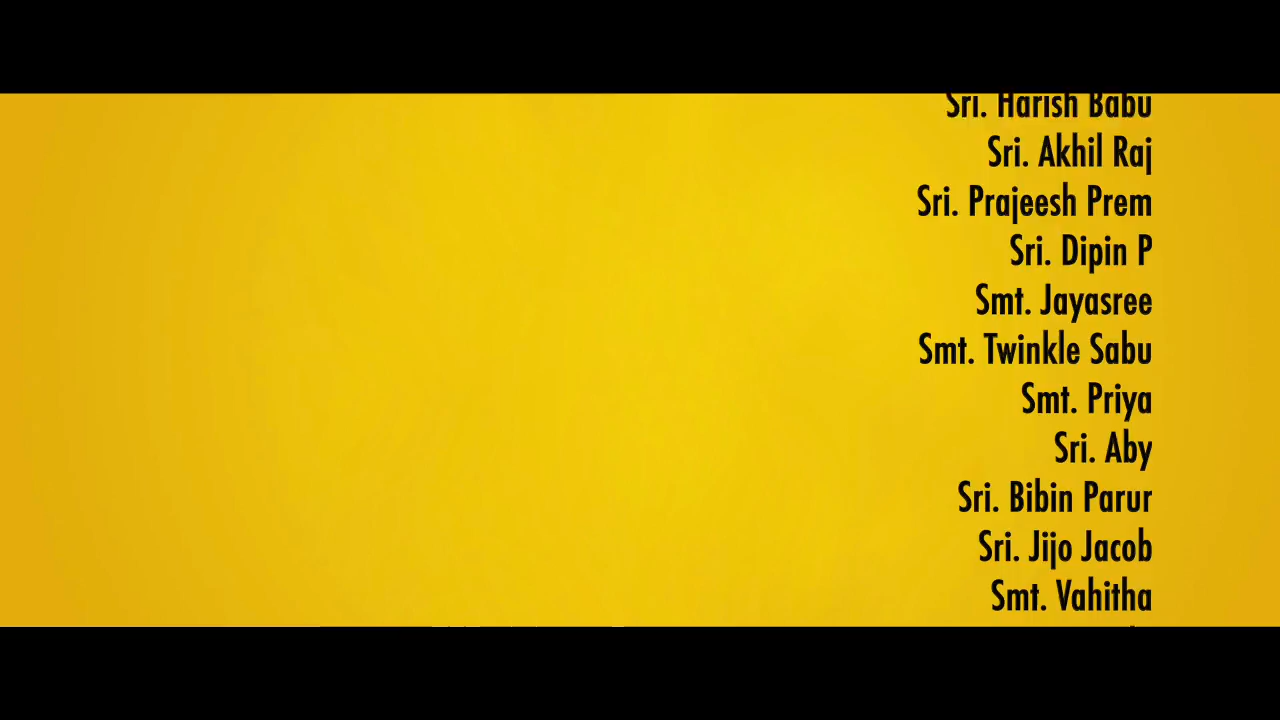 Sri. Harish Babu
Sri. Akhil Raj
Sri. Prajeesh Prem
Sri. Dipin P
Smt. Jayasree
Smt. Twinkle Sabu
Smt. Priya
Sri. Aby
Sri. Bibin Parur
Sri. Jijo Jacob
Smt. Vahitha